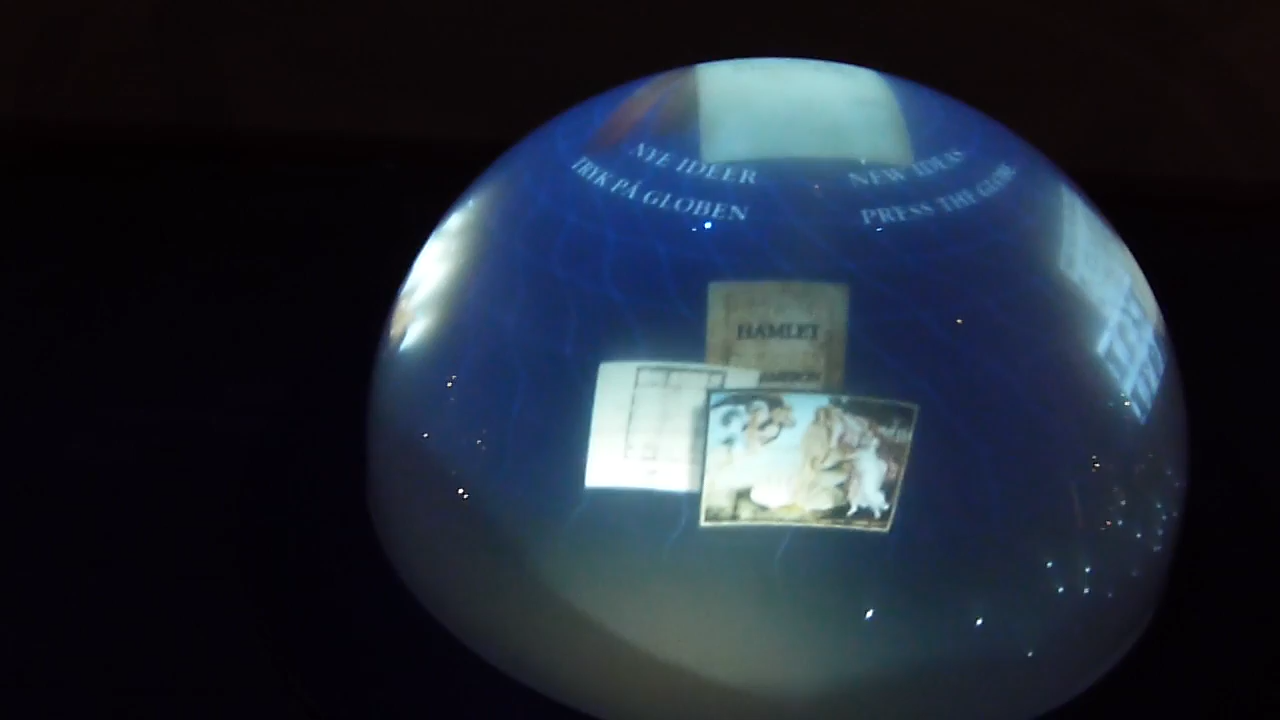 NYE IDEER
TRYK PÅ GLOBEN
NEW IDEAS
PRESS THE GLOBE
HAMLET